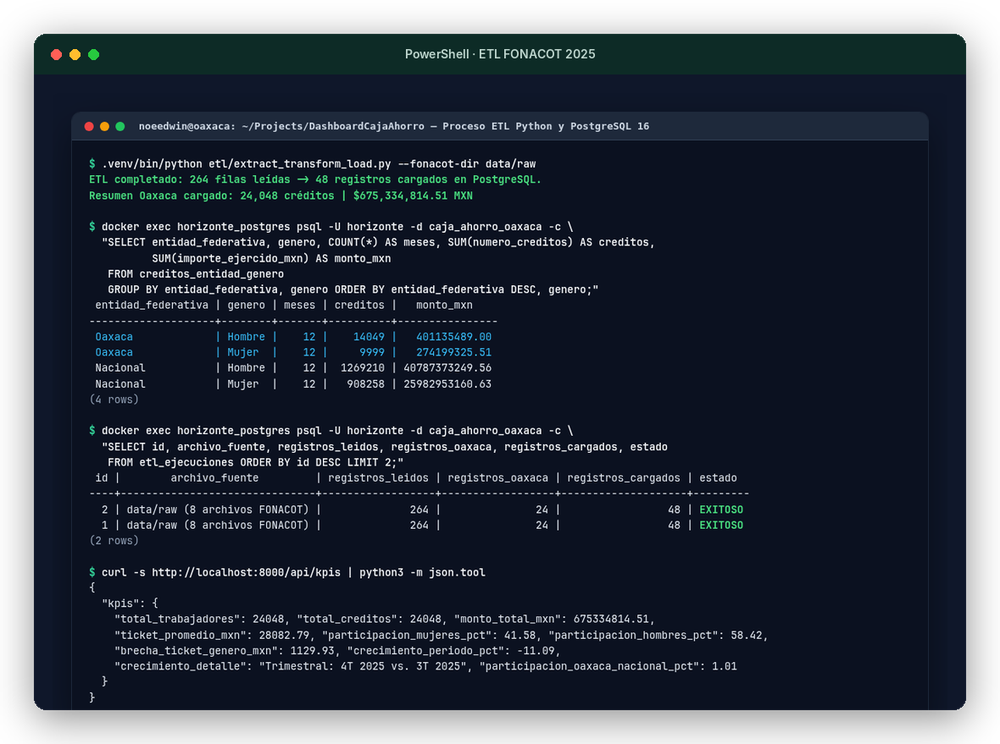 PowerShell · ETL FONACOT 2025
noeedwin@oaxaca: ~/Projects/DashboardCajaAhorro — Proceso ETL Python y PostgreSQL 16
$ .venv/bin/python etl/extract_transform_load.py --fonacot-dir data/raw
ETL completado: 264 filas leídas → 48 registros cargados en PostgreSQL.
Resumen Oaxaca cargado: 24,048 créditos | $675,334,814.51 MXN
$ docker exec horizonte_postgres psql -U horizonte -d caja_ahorro_oaxaca -c \
"SELECT entidad_federativa, genero, COUNT(*) AS meses, SUM(numero_creditos) AS creditos,
SUM(importe_ejercido_mxn) AS monto_mxn
FROM creditos_entidad_genero
GROUP BY entidad_federativa, genero ORDER BY entidad_federativa DESC, genero;"
entidad_federativa | genero | meses | creditos |   monto_mxn
-------------------+--------+-------+----------+----------------
Oaxaca             | Hombre |    12 |    14049 |   401135489.00
Oaxaca             | Mujer  |    12 |     9999 |   274199325.51
Nacional           | Hombre |    12 |  1269210 | 40787373249.56
Nacional           | Mujer  |    12 |   908258 | 25982953160.63
(4 rows)
$ docker exec horizonte_postgres psql -U horizonte -d caja_ahorro_oaxaca -c \
"SELECT id, archivo_fuente, registros_leidos, registros_oaxaca, registros_cargados, estado
FROM etl_ejecuciones ORDER BY id DESC LIMIT 2;"
id |        archivo_fuente         | registros_leidos | registros_oaxaca | registros_cargados | estado
----+-------------------------------+------------------+------------------+--------------------+---------
2 | data/raw (8 archivos FONACOT) |              264 |               24 |                 48 | EXITOSO
1 | data/raw (8 archivos FONACOT) |              264 |               24 |                 48 | EXITOSO
(2 rows)
$ curl -s http://localhost:8000/api/kpis | python3 -m json.tool
{
"kpis": {
"total_trabajadores": 24048, "total_creditos": 24048, "monto_total_mxn": 675334814.51,
"ticket_promedio_mxn": 28082.79, "participacion_mujeres_pct": 41.58, "participacion_hombres_pct": 58.42,
"brecha_ticket_genero_mxn": 1129.93, "crecimiento_periodo_pct": -11.09,
"crecimiento_detalle": "Trimestral: 4T 2025 vs. 3T 2025", "participacion_oaxaca_nacional_pct": 1.01
}
}